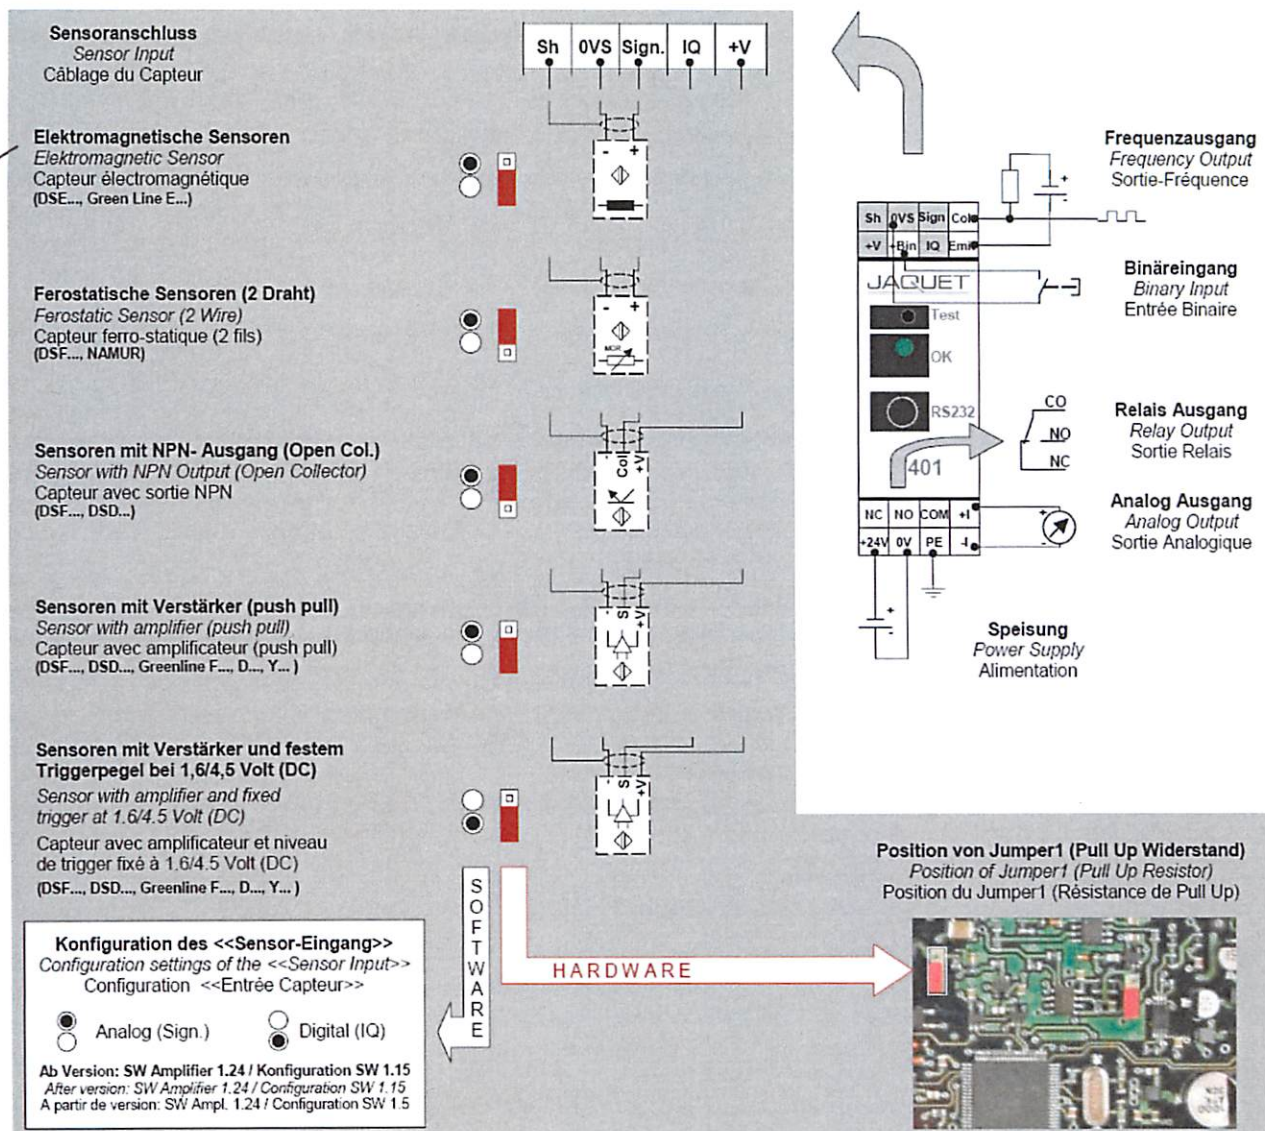 Sensoranschluss
Sensor Input
Câblage du Capteur
Sh 0VS Sign. IQ +V
Elektromagnetische Sensoren
Elektromagnetic Sensor
Capteur électromagnétique
(DSE..., Green Line E...)
- +
Ferostatische Sensoren (2 Draht)
Ferostatic Sensor (2 Wire)
Capteur ferro-statique (2 fils)
(DSF..., NAMUR)
- +
MCR
Sensoren mit NPN- Ausgang (Open Col.)
Sensor with NPN Output (Open Collector)
Capteur avec sortie NPN
(DSF..., DSD...)
- Col +V
Sensoren mit Verstärker (push pull)
Sensor with amplifier (push pull)
Capteur avec amplificateur (push pull)
(DSF..., DSD..., Greenline F..., D..., Y... )
- S +V
Sensoren mit Verstärker und festem
Triggerpegel bei 1,6/4,5 Volt (DC)
Sensor with amplifier and fixed
trigger at 1.6/4.5 Volt (DC)
Capteur avec amplificateur et niveau
de trigger fixé à 1.6/4.5 Volt (DC)
(DSF..., DSD..., Greenline F..., D..., Y... )
- S +V
SOFTWARE
HARDWARE
Konfiguration des <<Sensor-Eingang>>
Configuration settings of the <<Sensor Input>>
Configuration <<Entrée Capteur>>
Analog (Sign.) Digital (IQ)
Ab Version: SW Amplifier 1.24 / Konfiguration SW 1.15
After version: SW Amplifier 1.24 / Configuration SW 1.15
A partir de version: SW Ampl. 1.24 / Configuration SW 1.5
Frequenzausgang
Frequency Output
Sortie-Fréquence
+
-
Sh 0VS Sign Col
+V +Bin IQ Emi
JAQUET
Test
OK
RS232
401
Binäreingang
Binary Input
Entrée Binaire
CO
NO
NC
Relais Ausgang
Relay Output
Sortie Relais
NC NO COM +I
+24V 0V PE -I
+
-
Analog Ausgang
Analog Output
Sortie Analogique
+
-
Speisung
Power Supply
Alimentation
Position von Jumper1 (Pull Up Widerstand)
Position of Jumper1 (Pull Up Resistor)
Position du Jumper1 (Résistance de Pull Up)